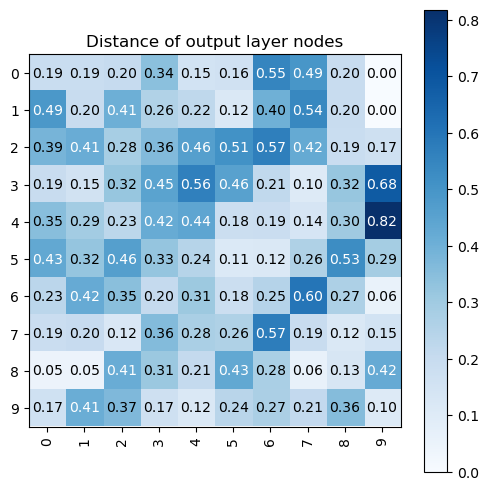 Distance of output layer nodes
0 0.19 0.19 0.20 0.34 0.15 0.16 0.55 0.49 0.20 0.00
1 0.49 0.20 0.41 0.26 0.22 0.12 0.40 0.54 0.20 0.00
2 0.39 0.41 0.28 0.36 0.46 0.51 0.57 0.42 0.19 0.17
3 0.19 0.15 0.32 0.45 0.56 0.46 0.21 0.10 0.32 0.68
4 0.35 0.29 0.23 0.42 0.44 0.18 0.19 0.14 0.30 0.82
5 0.43 0.32 0.46 0.33 0.24 0.11 0.12 0.26 0.53 0.29
6 0.23 0.42 0.35 0.20 0.31 0.18 0.25 0.60 0.27 0.06
7 0.19 0.20 0.12 0.36 0.28 0.26 0.57 0.19 0.12 0.15
8 0.05 0.05 0.41 0.31 0.21 0.43 0.28 0.06 0.13 0.42
9 0.17 0.41 0.37 0.17 0.12 0.24 0.27 0.21 0.36 0.10
0 1 2 3 4 5 6 7 8 9
0.8
0.7
0.6
0.5
0.4
0.3
0.2
0.1
0.0